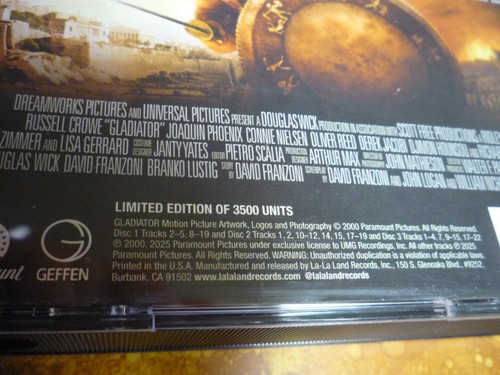 DREAMWORKS PICTURES AND UNIVERSAL PICTURES PRESENT A DOUGLAS WICK PRODUCTION IN ASSOCIATION WITH SCOTT FREE PRODUCTIONS
RUSSELL CROWE "GLADIATOR" JOAQUIN PHOENIX CONNIE NIELSEN OLIVER REED DEREK JACOBI DJIMON HOUNSOU
ZIMMER AND LISA GERRARD COSTUME DESIGNER JANTY YATES EDITOR PIETRO SCALIA PRODUCTION DESIGNER ARTHUR MAX JOHN MATHIESON
UGLAS WICK DAVID FRANZONI BRANKO LUSTIG STORY BY DAVID FRANZONI SCREENPLAY BY DAVID FRANZONI AND JOHN LOGAN AND WILLIAM
LIMITED EDITION OF 3500 UNITS
GLADIATOR Motion Picture Artwork, Logos and Photography © 2000 Paramount Pictures. All Rights Reserved.
Disc 1 Tracks 2–5, 8–19 and Disc 2 Tracks 1, 2, 10–12, 14, 15, 17–19 and Disc 3 Tracks 1–4, 7, 9–15, 17–22
℗ 2000, 2025 Paramount Pictures under exclusive license to UMG Recordings, Inc. All other tracks ℗ 2025
Paramount Pictures. All Rights Reserved. WARNING: Unauthorized duplication is a violation of applicable laws.
Printed in the U.S.A. Manufactured and released by La-La Land Records, Inc., 150 S. Glenoaks Blvd., #9252,
Burbank, CA 91502 www.lalalandrecords.com @lalalandrecords
ount
GEFFEN